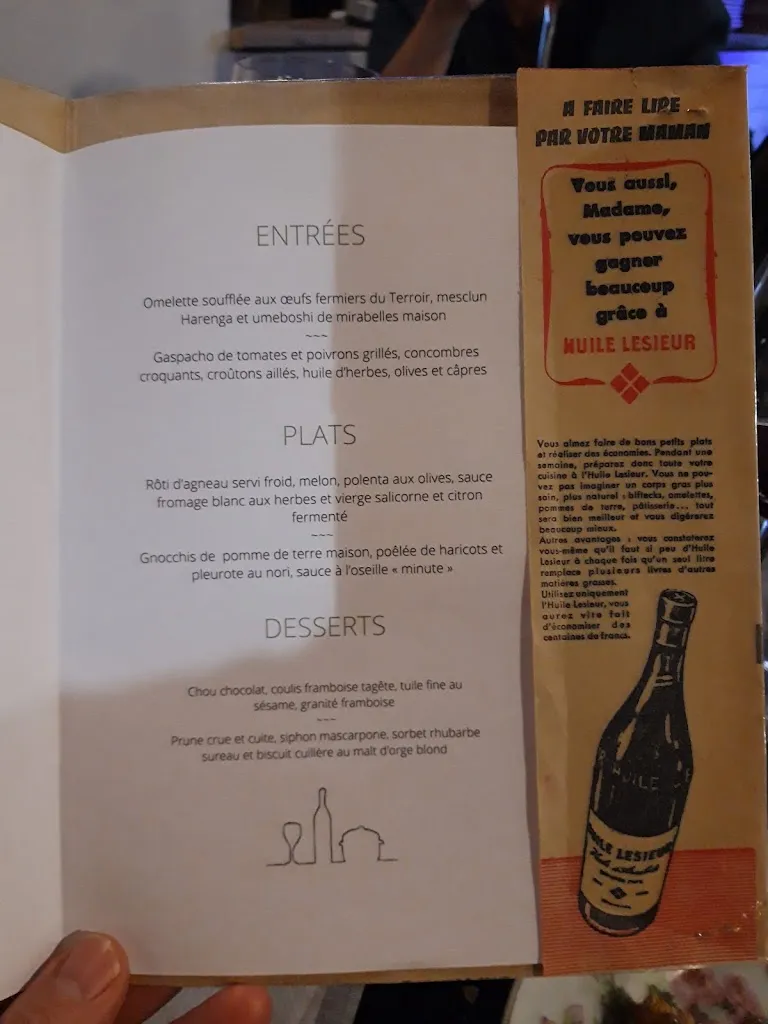 ENTRÉES
Omelette soufflée aux œufs fermiers du Terroir, mesclun
Harenga et umeboshi de mirabelles maison
~~~
Gaspacho de tomates et poivrons grillés, concombres
croquants, croûtons aillés, huile d'herbes, olives et câpres
PLATS
Rôti d'agneau servi froid, melon, polenta aux olives, sauce
fromage blanc aux herbes et vierge salicorne et citron
fermenté
~~~
Gnocchis de pomme de terre maison, poêlée de haricots et
pleurote au nori, sauce à l'oseille « minute »
DESSERTS
Chou chocolat, coulis framboise tagête, tuile fine au
sésame, granité framboise
~~~
Prune crue et cuite, siphon mascarpone, sorbet rhubarbe
sureau et biscuit cuillère au malt d'orge blond
A FAIRE LIRE
PAR VOTRE MAMAN
Vous aussi,
Madame,
vous pouvez
gagner
beaucoup
grâce à
HUILE LESIEUR
Vous aimez faire de bons petits plats
et réaliser des économies. Pendant une
semaine, préparez donc toute votre
cuisine à l'Huile Lesieur. Vous ne pou-
vez pas imaginer un corps gras plus
sain, plus naturel : biftecks, omelettes,
pommes de terre, pâtisserie... tout
sera bien meilleur et vous digérerez
beaucoup mieux.
Autres avantages : vous constaterez
vous-même qu'il faut si peu d'Huile
Lesieur à chaque fois qu'un seul litre
remplace plusieurs livres d'autres
matières grasses.
Utilisez uniquement
l'Huile Lesieur, vous
aurez vite fait
d'économiser des
centaines de francs.
HUILE
HUILE LESIEUR